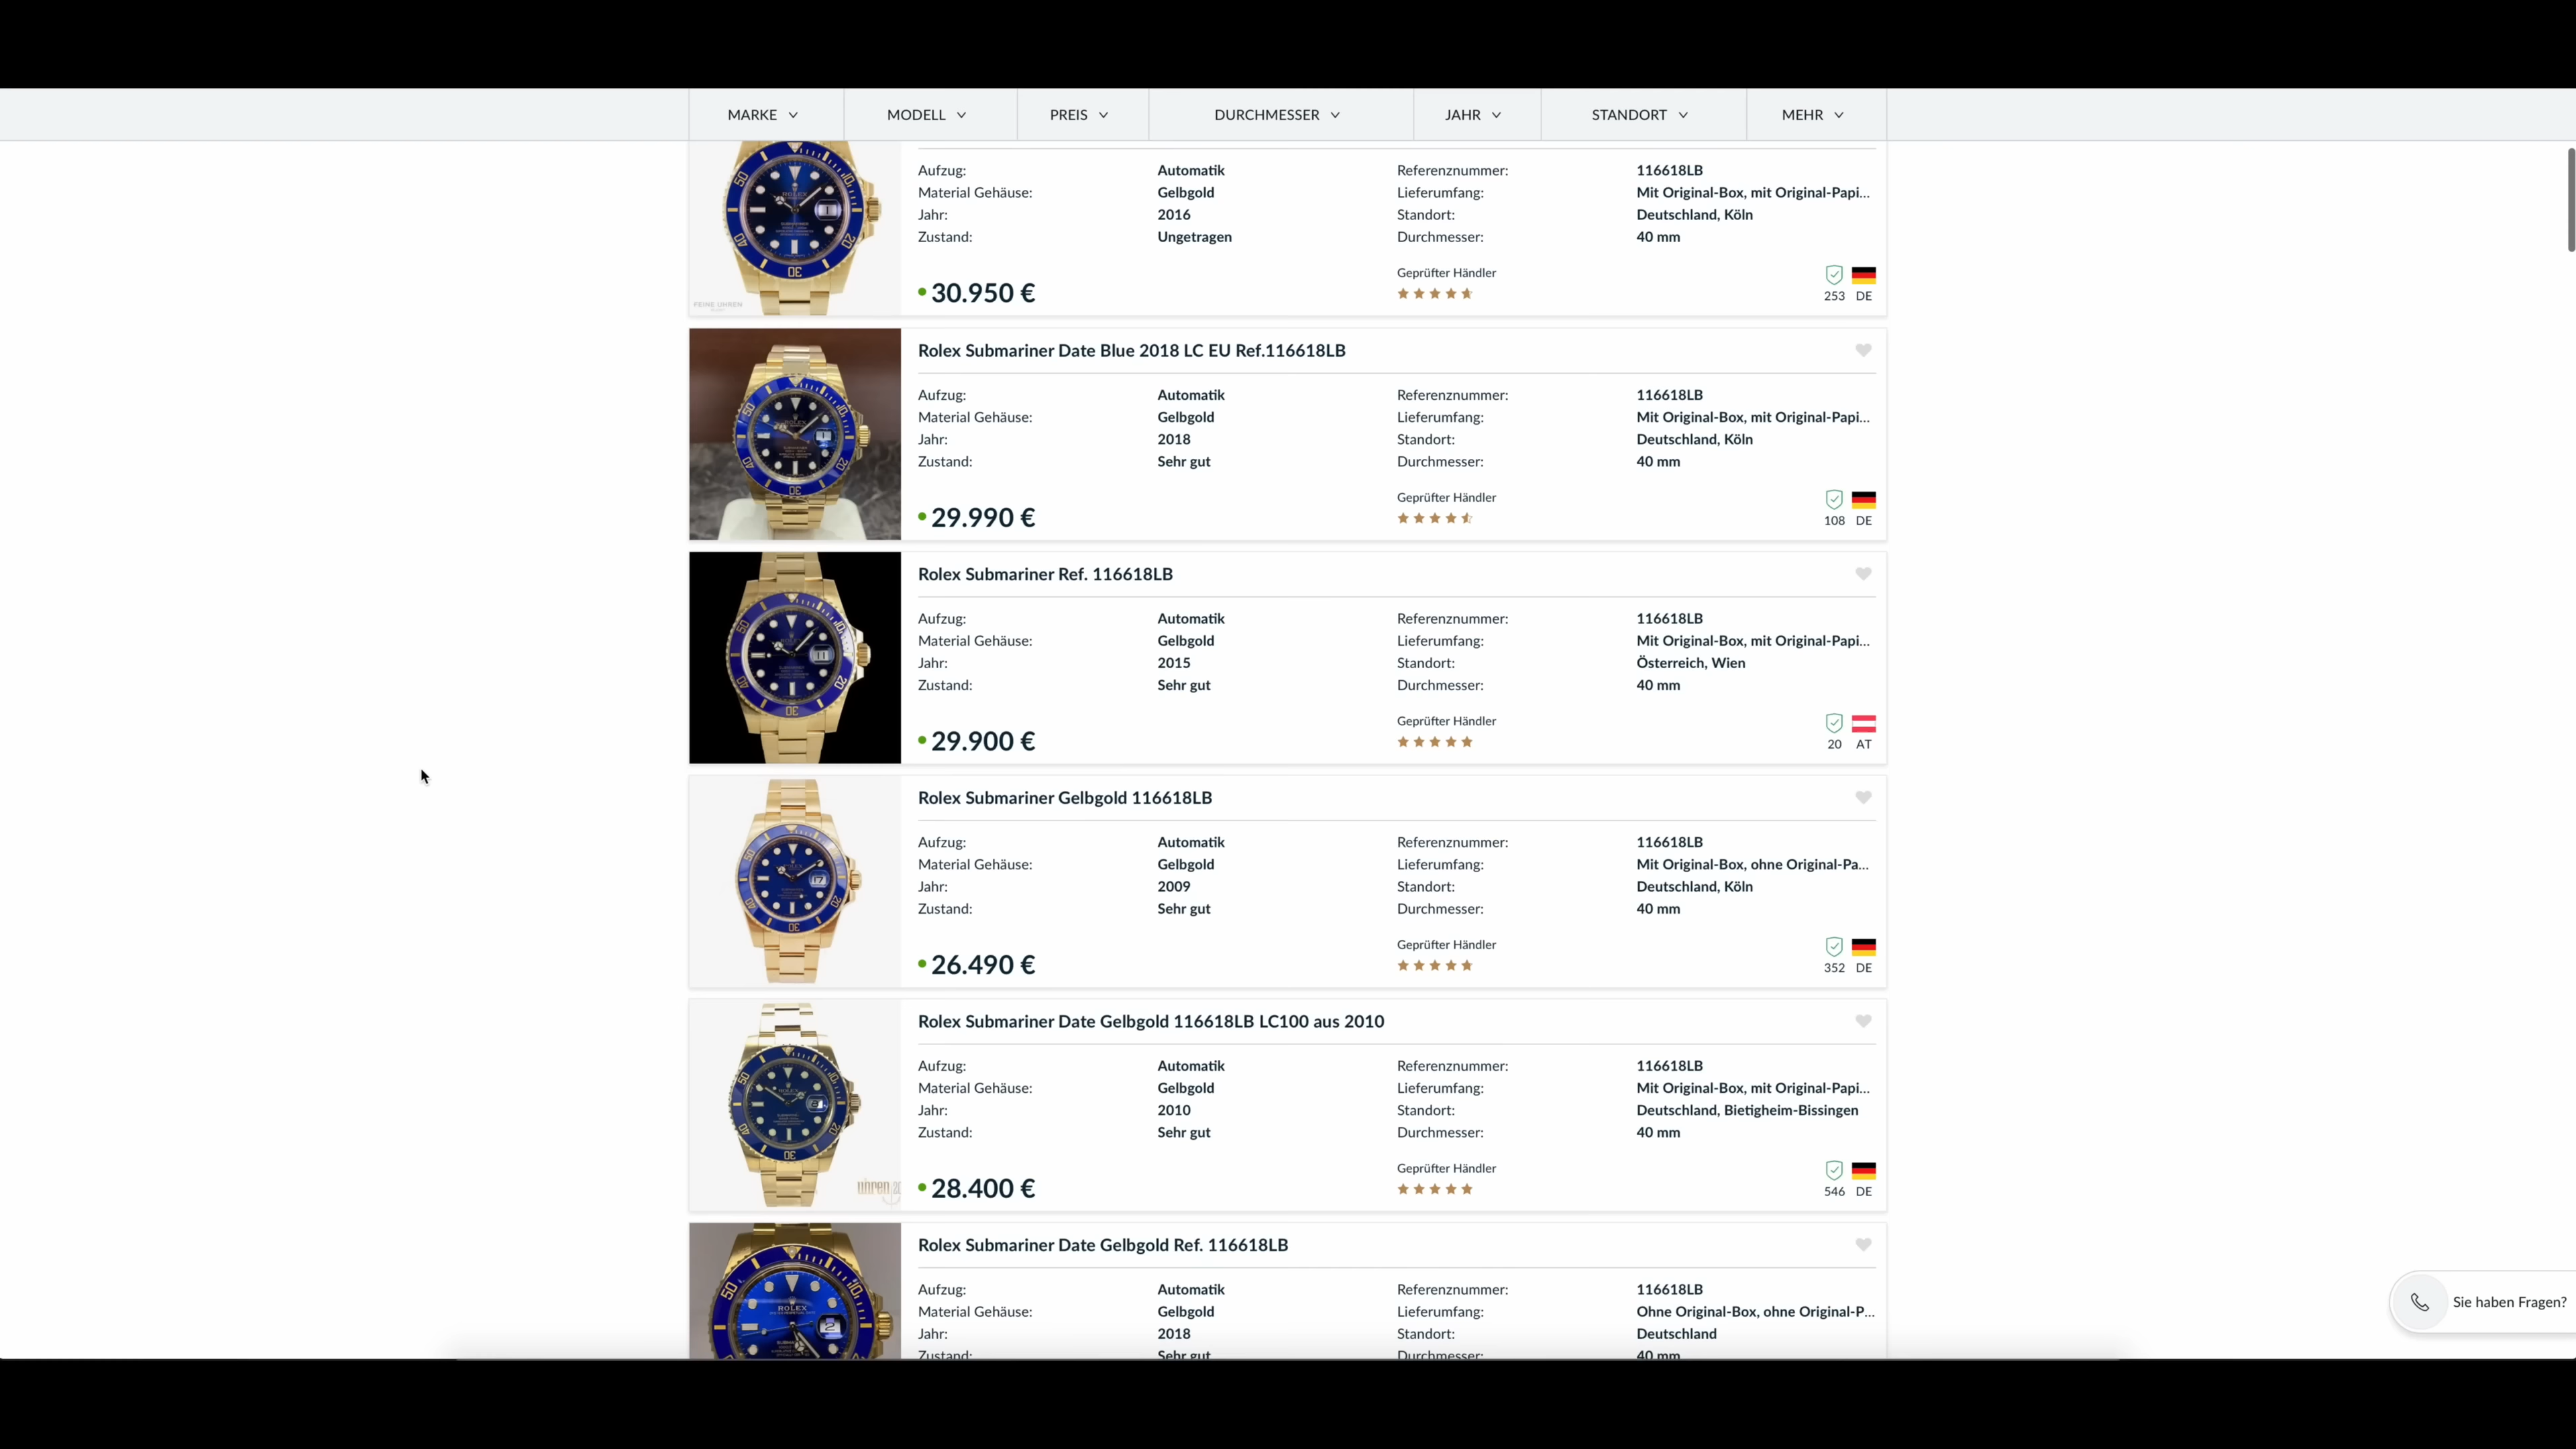 MARKE MODELL PREIS DURCHMESSER JAHR STANDORT MEHR
Aufzug: Automatik Referenznummer: 116618LB
Material Gehäuse: Gelbgold Lieferumfang: Mit Original-Box, mit Original-Papi...
Jahr: 2016 Standort: Deutschland, Köln
Zustand: Ungetragen Durchmesser: 40 mm
Geprüfter Händler
30.950 €
253 DE
FEINE UHREN
Rolex Submariner Date Blue 2018 LC EU Ref.116618LB
Aufzug: Automatik Referenznummer: 116618LB
Material Gehäuse: Gelbgold Lieferumfang: Mit Original-Box, mit Original-Papi...
Jahr: 2018 Standort: Deutschland, Köln
Zustand: Sehr gut Durchmesser: 40 mm
Geprüfter Händler
29.990 €
108 DE
Rolex Submariner Ref. 116618LB
Aufzug: Automatik Referenznummer: 116618LB
Material Gehäuse: Gelbgold Lieferumfang: Mit Original-Box, mit Original-Papi...
Jahr: 2015 Standort: Österreich, Wien
Zustand: Sehr gut Durchmesser: 40 mm
Geprüfter Händler
29.900 €
20 AT
Rolex Submariner Gelbgold 116618LB
Aufzug: Automatik Referenznummer: 116618LB
Material Gehäuse: Gelbgold Lieferumfang: Mit Original-Box, ohne Original-Pa...
Jahr: 2009 Standort: Deutschland, Köln
Zustand: Sehr gut Durchmesser: 40 mm
Geprüfter Händler
26.490 €
352 DE
Rolex Submariner Date Gelbgold 116618LB LC100 aus 2010
Aufzug: Automatik Referenznummer: 116618LB
Material Gehäuse: Gelbgold Lieferumfang: Mit Original-Box, mit Original-Papi...
Jahr: 2010 Standort: Deutschland, Bietigheim-Bissingen
Zustand: Sehr gut Durchmesser: 40 mm
Geprüfter Händler
28.400 €
546 DE
Rolex Submariner Date Gelbgold Ref. 116618LB
Aufzug: Automatik Referenznummer: 116618LB
Material Gehäuse: Gelbgold Lieferumfang: Ohne Original-Box, ohne Original-P...
Jahr: 2018 Standort: Deutschland
Zustand: Sehr gut Durchmesser: 40 mm
ROLEX
Sie haben Fragen?